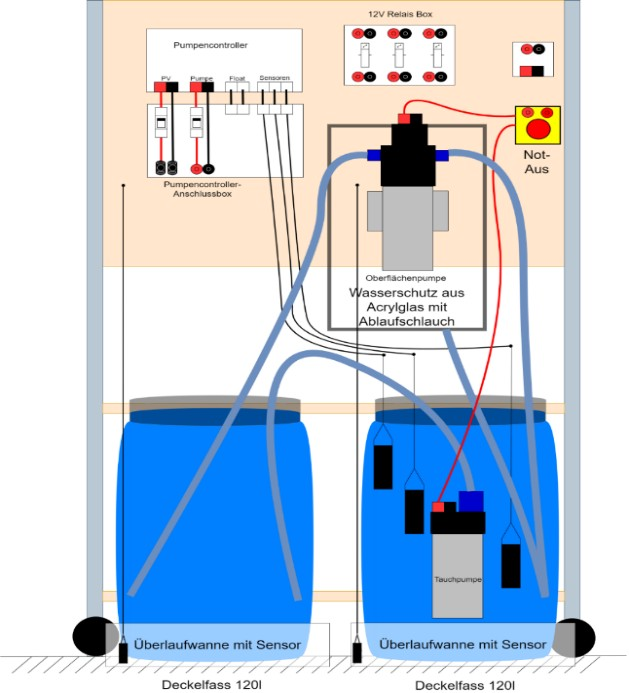 12V Relais Box
Pumpencontroller
PV
Pumpe
Float
Sensoren
Not-
Aus
Pumpencontroller-
Anschlussbox
Oberflächenpumpe
Wasserschutz aus
Acrylglas mit
Ablaufschlauch
Tauchpumpe
Überlaufwanne mit Sensor
Überlaufwanne mit Sensor
Deckelfass 120l
Deckelfass 120l